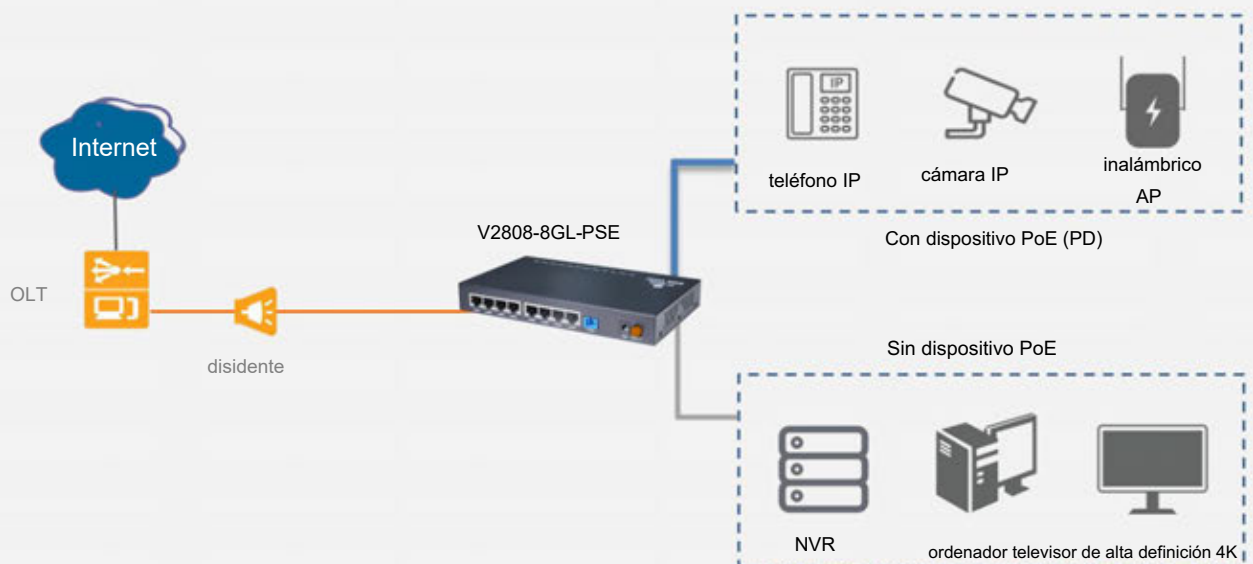 Internet
OLT
disidente
V2808-8GL-PSE
IP
teléfono IP
cámara IP
inalámbrico
AP
Con dispositivo PoE (PD)
Sin dispositivo PoE
NVR
ordenador televisor de alta definición 4K